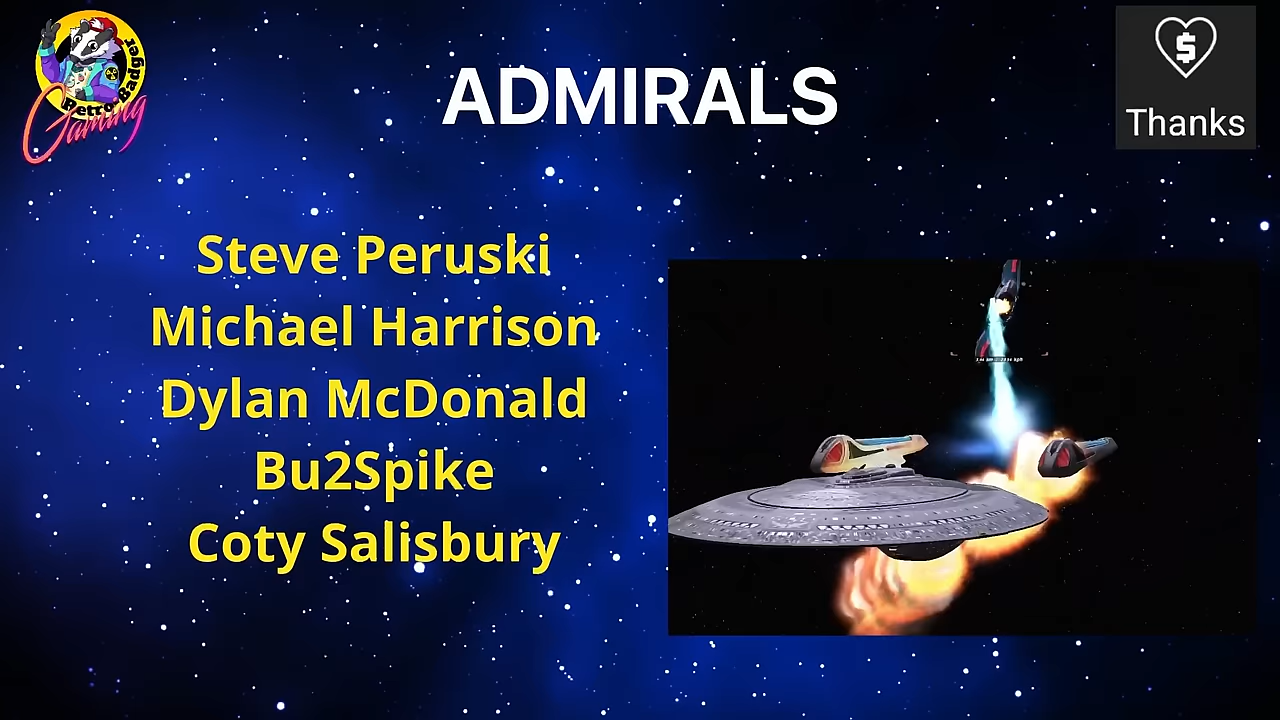 Retro Badger
Gaming
ADMIRALS
$
Thanks
Steve Peruski
Michael Harrison
Dylan McDonald
Bu2Spike
Coty Salisbury